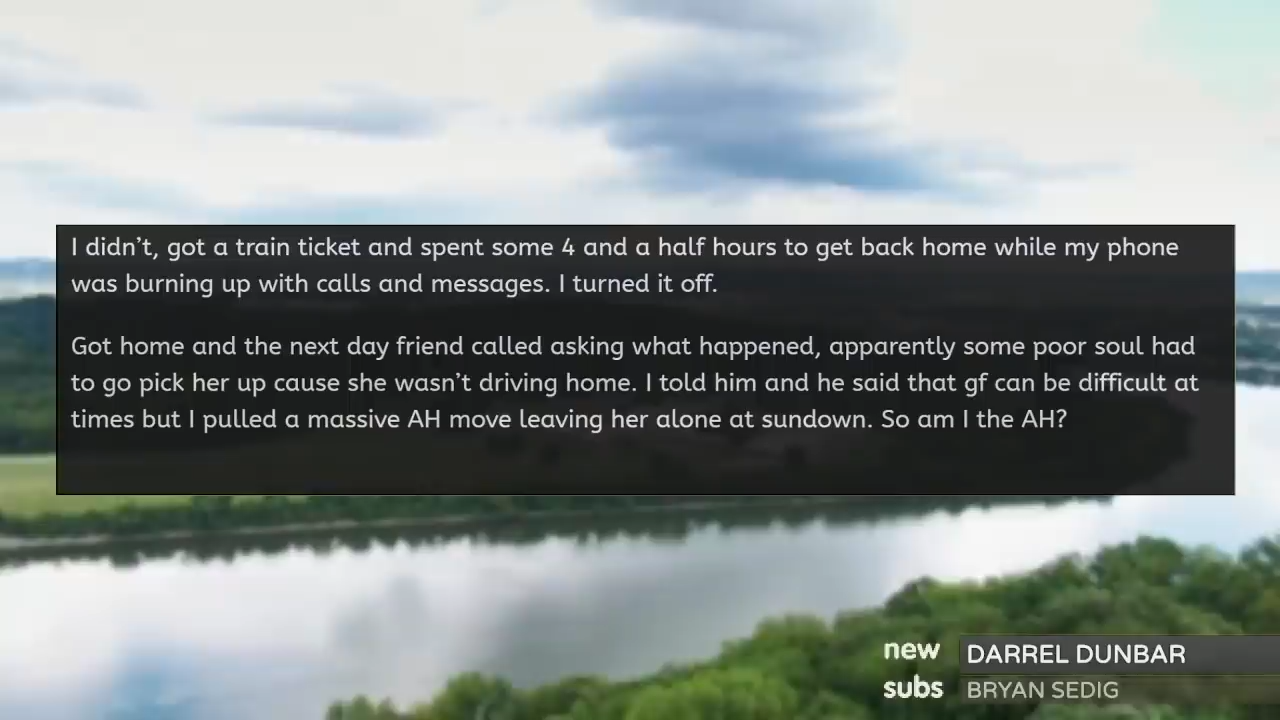 I didn’t, got a train ticket and spent some 4 and a half hours to get back home while my phone
was burning up with calls and messages. I turned it off.
Got home and the next day friend called asking what happened, apparently some poor soul had
to go pick her up cause she wasn’t driving home. I told him and he said that gf can be difficult at
times but I pulled a massive AH move leaving her alone at sundown. So am I the AH?
new DARREL DUNBAR
subs BRYAN SEDIG